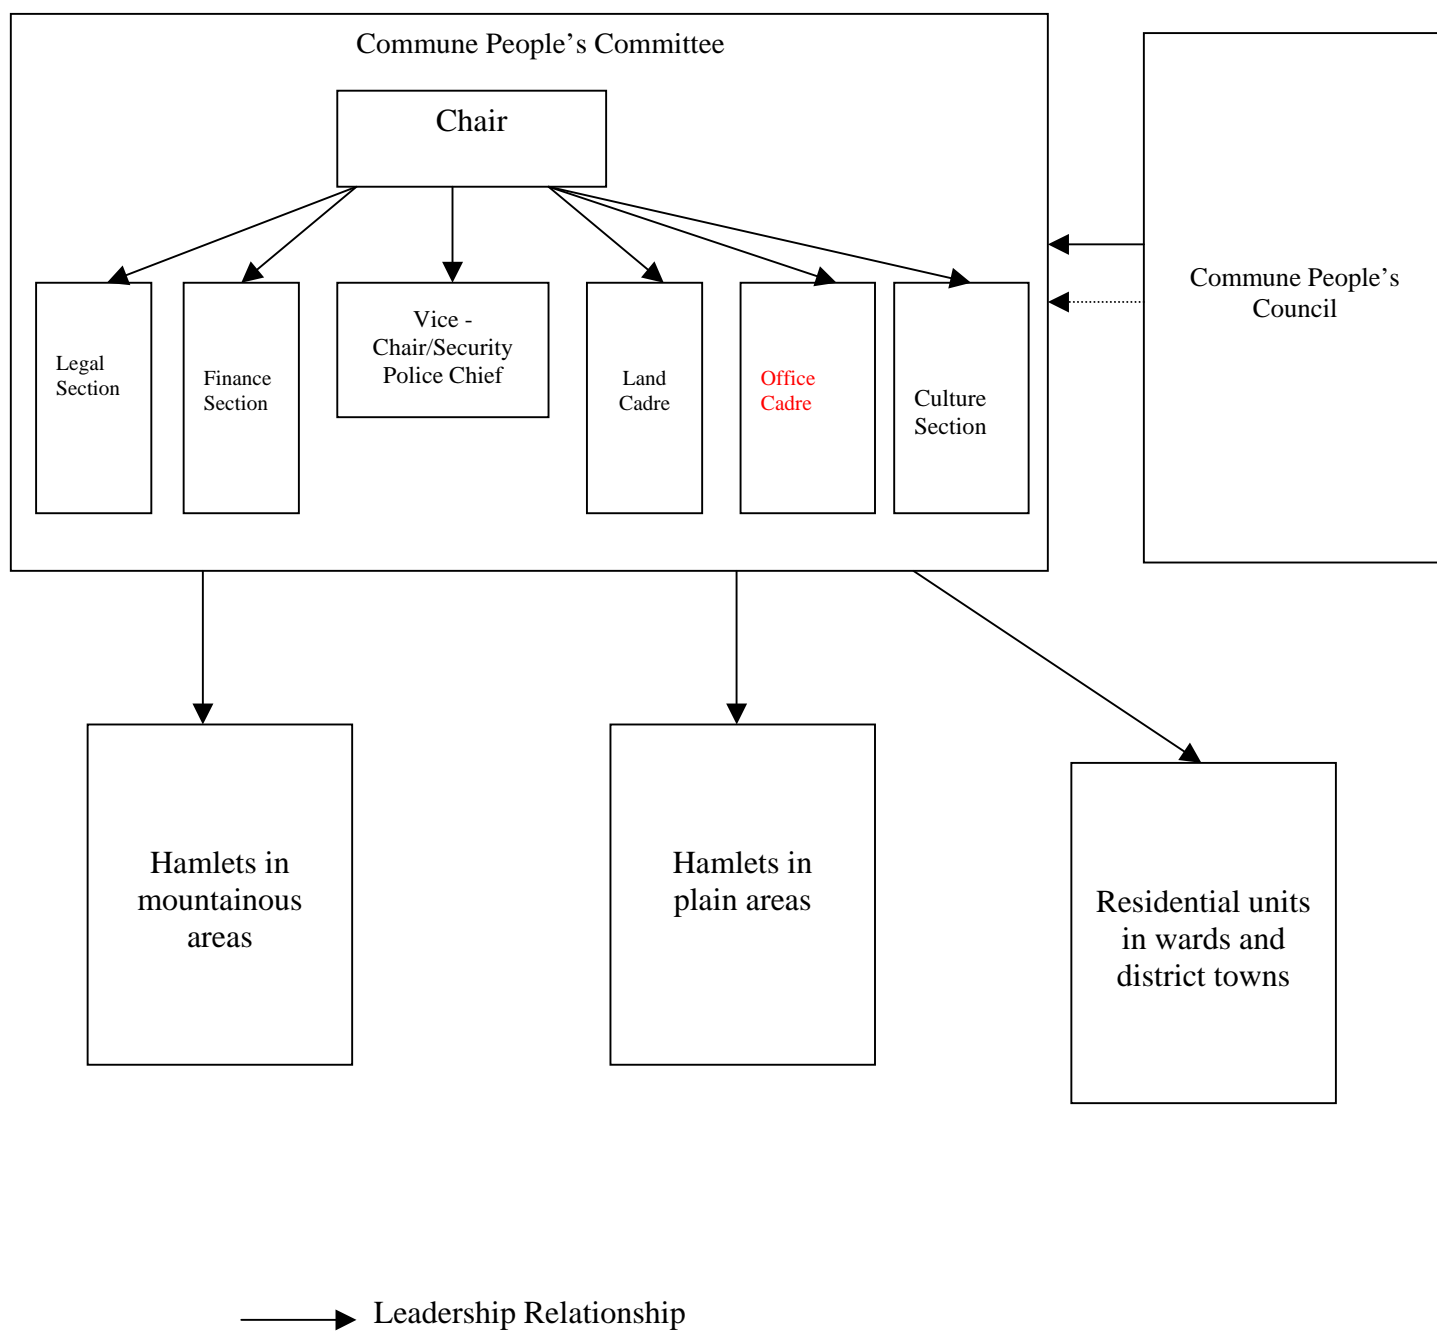 Commune People’s Committee
Chair
Legal
Section
Finance
Section
Vice -
Chair/Security
Police Chief
Land
Cadre
Office
Cadre
Culture
Section
Commune People’s
Council
Hamlets in
mountainous
areas
Hamlets in
plain areas
Residential units
in wards and
district towns
Leadership Relationship